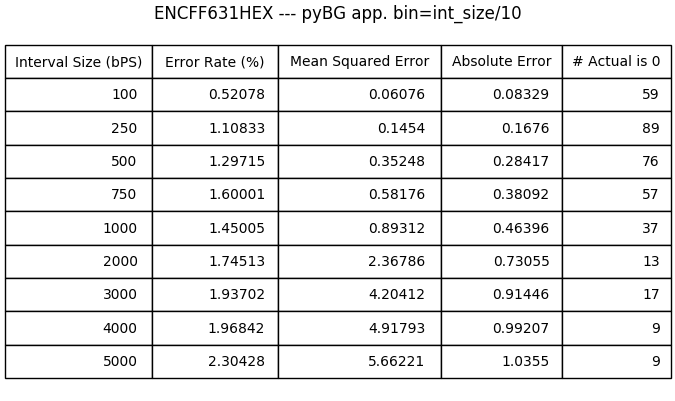 ENCFF631HEX --- pyBG app. bin=int_size/10
Interval Size (bPS) Error Rate (%) Mean Squared Error Absolute Error # Actual is 0
100 0.52078 0.06076 0.08329 59
250 1.10833 0.1454 0.1676 89
500 1.29715 0.35248 0.28417 76
750 1.60001 0.58176 0.38092 57
1000 1.45005 0.89312 0.46396 37
2000 1.74513 2.36786 0.73055 13
3000 1.93702 4.20412 0.91446 17
4000 1.96842 4.91793 0.99207 9
5000 2.30428 5.66221 1.0355 9